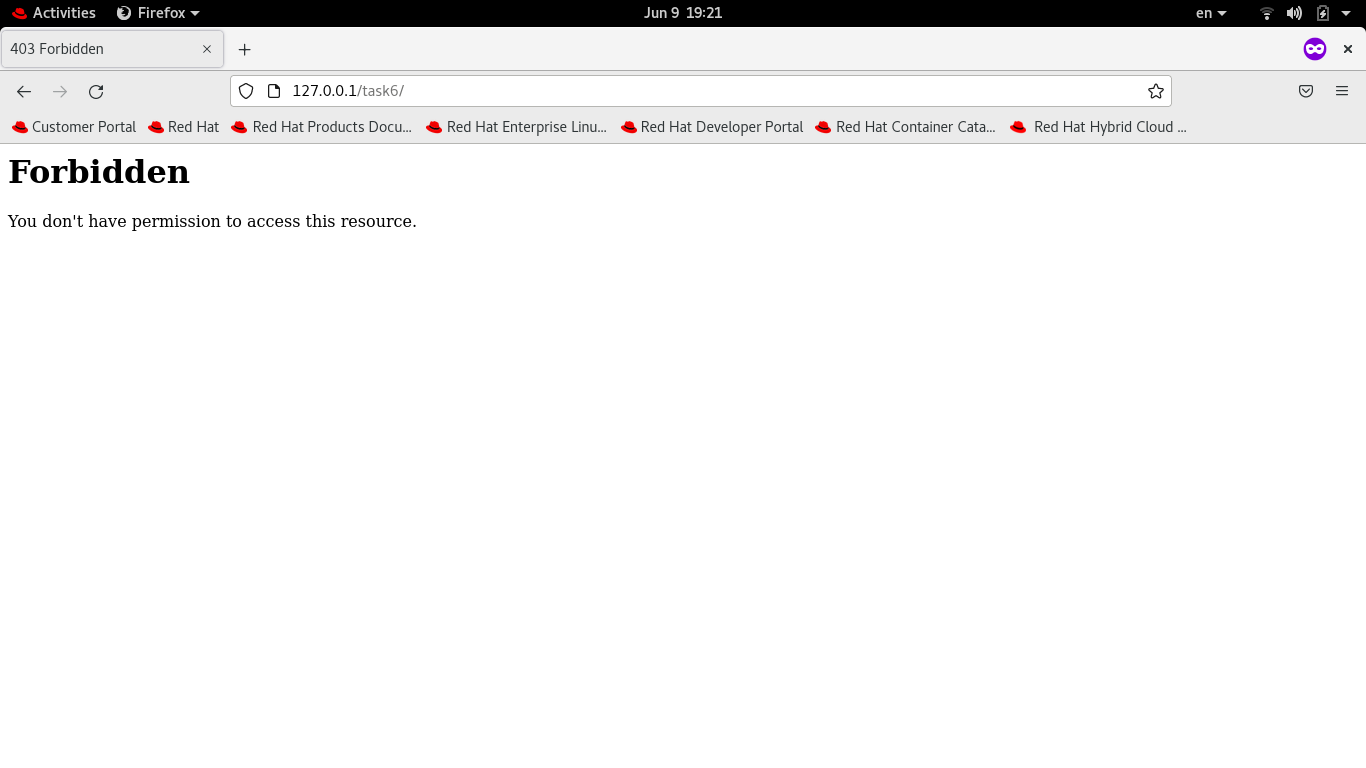 Activities Firefox Jun 9 19:21 en
403 Forbidden
127.0.0.1/task6/
Customer Portal Red Hat Red Hat Products Docu... Red Hat Enterprise Linu... Red Hat Developer Portal Red Hat Container Cata... Red Hat Hybrid Cloud ...
Forbidden
You don't have permission to access this resource.